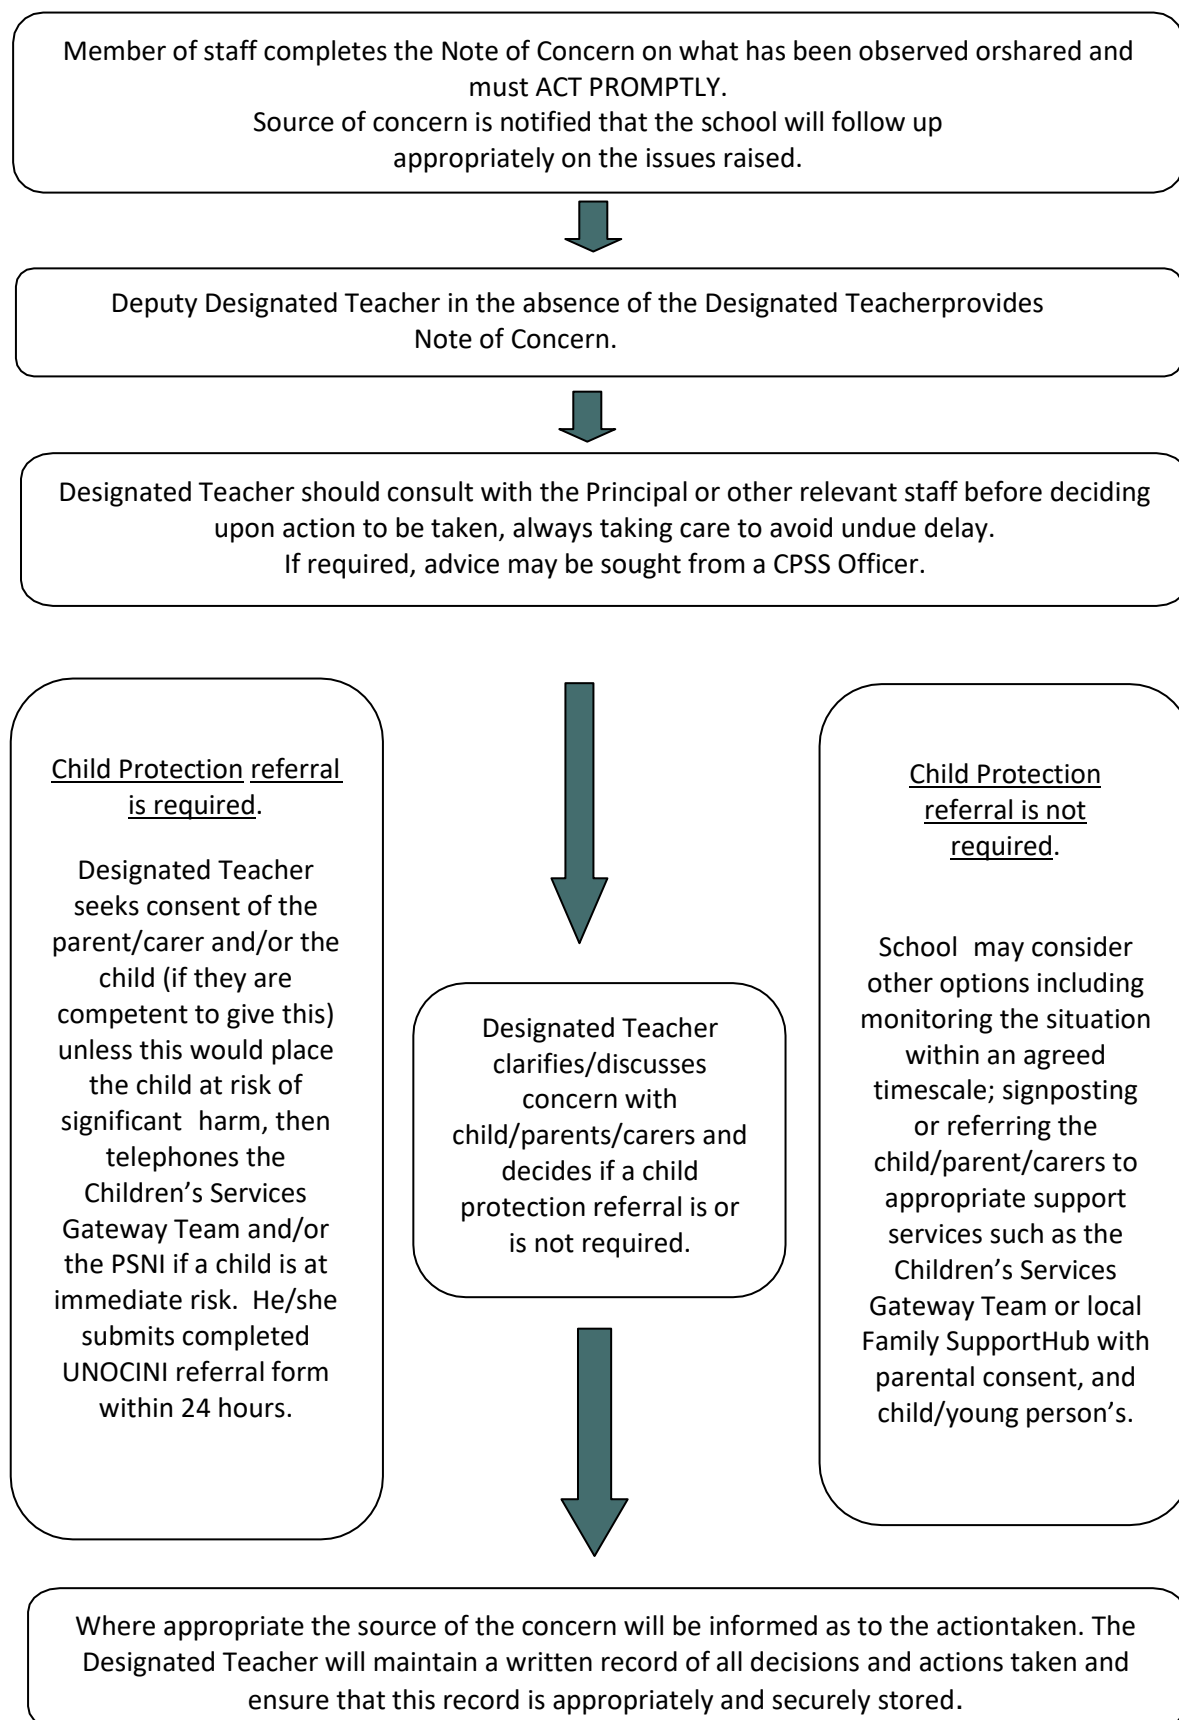 Member of staff completes the Note of Concern on what has been observed orshared and
must ACT PROMPTLY.
Source of concern is notified that the school will follow up
appropriately on the issues raised.
Deputy Designated Teacher in the absence of the Designated Teacherprovides
Note of Concern.
Designated Teacher should consult with the Principal or other relevant staff before deciding
upon action to be taken, always taking care to avoid undue delay.
If required, advice may be sought from a CPSS Officer.
Child Protection referral
is required.
Designated Teacher
seeks consent of the
parent/carer and/or the
child (if they are
competent to give this)
unless this would place
the child at risk of
significant harm, then
telephones the
Children’s Services
Gateway Team and/or
the PSNI if a child is at
immediate risk. He/she
submits completed
UNOCINI referral form
within 24 hours.
Designated Teacher
clarifies/discusses
concern with
child/parents/carers and
decides if a child
protection referral is or
is not required.
Child Protection
referral is not
required.
School may consider
other options including
monitoring the situation
within an agreed
timescale; signposting
or referring the
child/parent/carers to
appropriate support
services such as the
Children’s Services
Gateway Team or local
Family SupportHub with
parental consent, and
child/young person’s.
Where appropriate the source of the concern will be informed as to the actiontaken. The
Designated Teacher will maintain a written record of all decisions and actions taken and
ensure that this record is appropriately and securely stored.